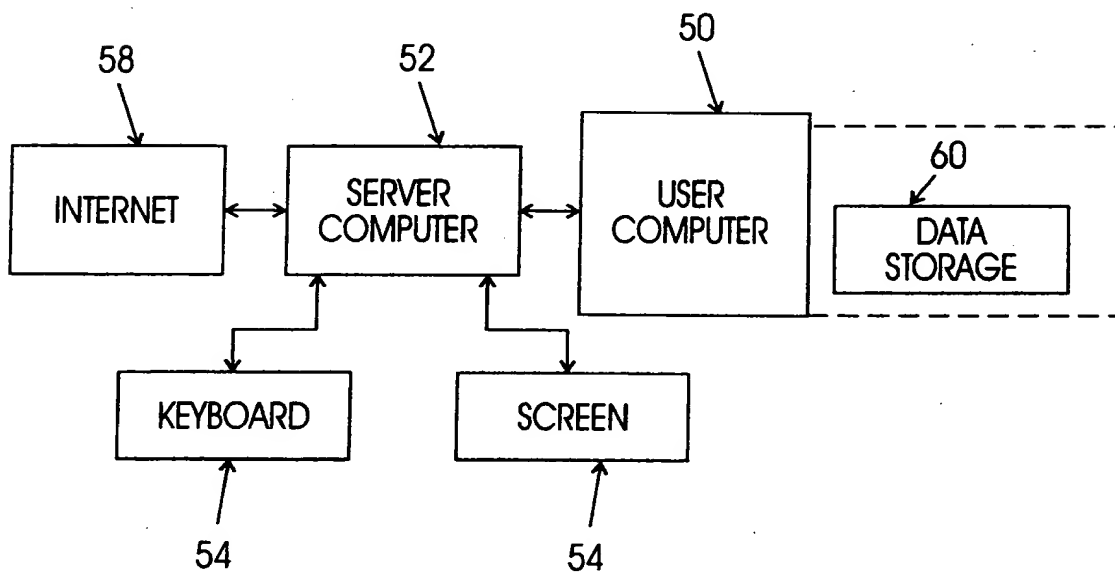 58
52
50
60
INTERNET
SERVER
COMPUTER
USER
COMPUTER
DATA
STORAGE
KEYBOARD
SCREEN
54
54